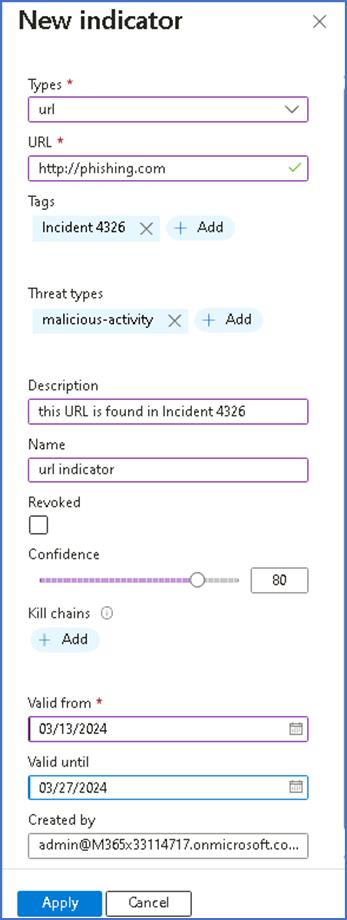 New indicator
Types *
url
URL *
http://phishing.com
Tags
Incident 4326
Add
Threat types
malicious-activity
Add
Description
this URL is found in Incident 4326
Name
url indicator
Revoked
Confidence
80
Kill chains
Add
Valid from *
03/13/2024
Valid until
03/27/2024
Created by
admin@M365x33114717.onmicrosoft.co...
Apply Cancel